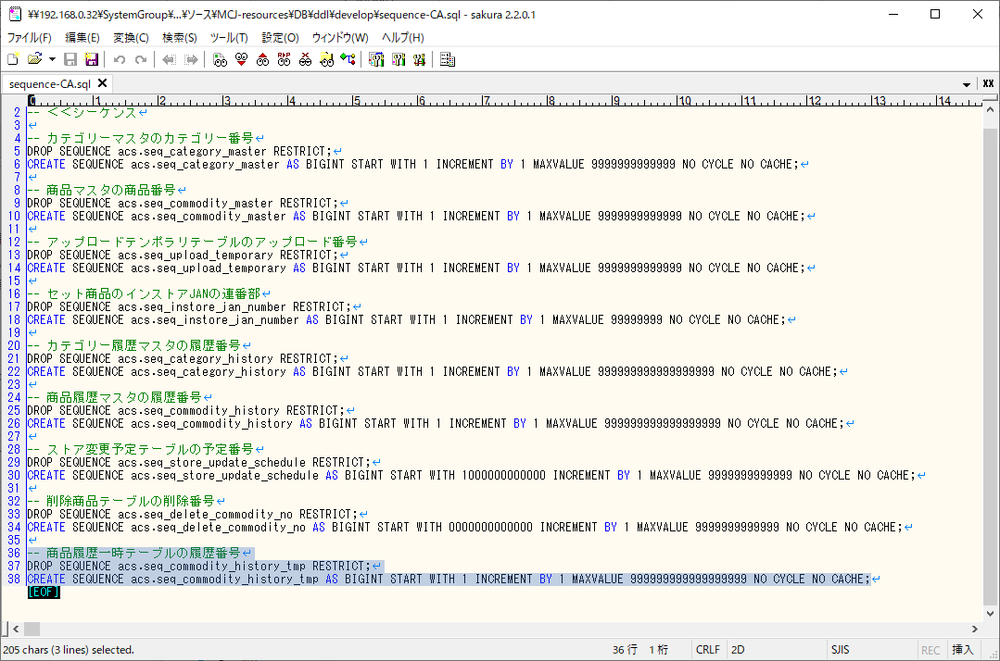 ¥¥192.168.0.32¥SystemGroup¥...¥ソース¥MCJ-resources¥DB¥ddl¥develop¥sequence-CA.sql - sakura 2.2.0.1
ファイル(F) 編集(E) 変換(C) 検索(S) ツール(T) 設定(O) ウィンドウ(W) ヘルプ(H)
sequence-CA.sql
0 1 2 3 4 5 6 7 8 9 10 11 12 13 14
2 -- <<シーケンス
3
4 -- カテゴリーマスタのカテゴリー番号
5 DROP SEQUENCE acs.seq_category_master RESTRICT;
6 CREATE SEQUENCE acs.seq_category_master AS BIGINT START WITH 1 INCREMENT BY 1 MAXVALUE 9999999999999 NO CYCLE NO CACHE;
7
8 -- 商品マスタの商品番号
9 DROP SEQUENCE acs.seq_commodity_master RESTRICT;
10 CREATE SEQUENCE acs.seq_commodity_master AS BIGINT START WITH 1 INCREMENT BY 1 MAXVALUE 9999999999999 NO CYCLE NO CACHE;
11
12 -- アップロードテンポラリテーブルのアップロード番号
13 DROP SEQUENCE acs.seq_upload_temporary RESTRICT;
14 CREATE SEQUENCE acs.seq_upload_temporary AS BIGINT START WITH 1 INCREMENT BY 1 MAXVALUE 9999999999999 NO CYCLE NO CACHE;
15
16 -- セット商品のインストアJANの連番部
17 DROP SEQUENCE acs.seq_instore_jan_number RESTRICT;
18 CREATE SEQUENCE acs.seq_instore_jan_number AS BIGINT START WITH 1 INCREMENT BY 1 MAXVALUE 99999999 NO CYCLE NO CACHE;
19
20 -- カテゴリー履歴マスタの履歴番号
21 DROP SEQUENCE acs.seq_category_history RESTRICT;
22 CREATE SEQUENCE acs.seq_category_history AS BIGINT START WITH 1 INCREMENT BY 1 MAXVALUE 999999999999999999 NO CYCLE NO CACHE;
23
24 -- 商品履歴マスタの履歴番号
25 DROP SEQUENCE acs.seq_commodity_history RESTRICT;
26 CREATE SEQUENCE acs.seq_commodity_history AS BIGINT START WITH 1 INCREMENT BY 1 MAXVALUE 999999999999999999 NO CYCLE NO CACHE;
27
28 -- ストア変更予定テーブルの予定番号
29 DROP SEQUENCE acs.seq_store_update_schedule RESTRICT;
30 CREATE SEQUENCE acs.seq_store_update_schedule AS BIGINT START WITH 1000000000000 INCREMENT BY 1 MAXVALUE 9999999999999 NO CYCLE NO CACHE;
31
32 -- 削除商品テーブルの削除番号
33 DROP SEQUENCE acs.seq_delete_commodity_no RESTRICT;
34 CREATE SEQUENCE acs.seq_delete_commodity_no AS BIGINT START WITH 0000000000000 INCREMENT BY 1 MAXVALUE 9999999999999 NO CYCLE NO CACHE;
35
36 -- 商品履歴一時テーブルの履歴番号
37 DROP SEQUENCE acs.seq_commodity_history_tmp RESTRICT;
38 CREATE SEQUENCE acs.seq_commodity_history_tmp AS BIGINT START WITH 1 INCREMENT BY 1 MAXVALUE 999999999999999999 NO CYCLE NO CACHE;
[EOF]
205 chars (3 lines) selected. 36 行 1 桁 CRLF 2D SJIS REC 挿入